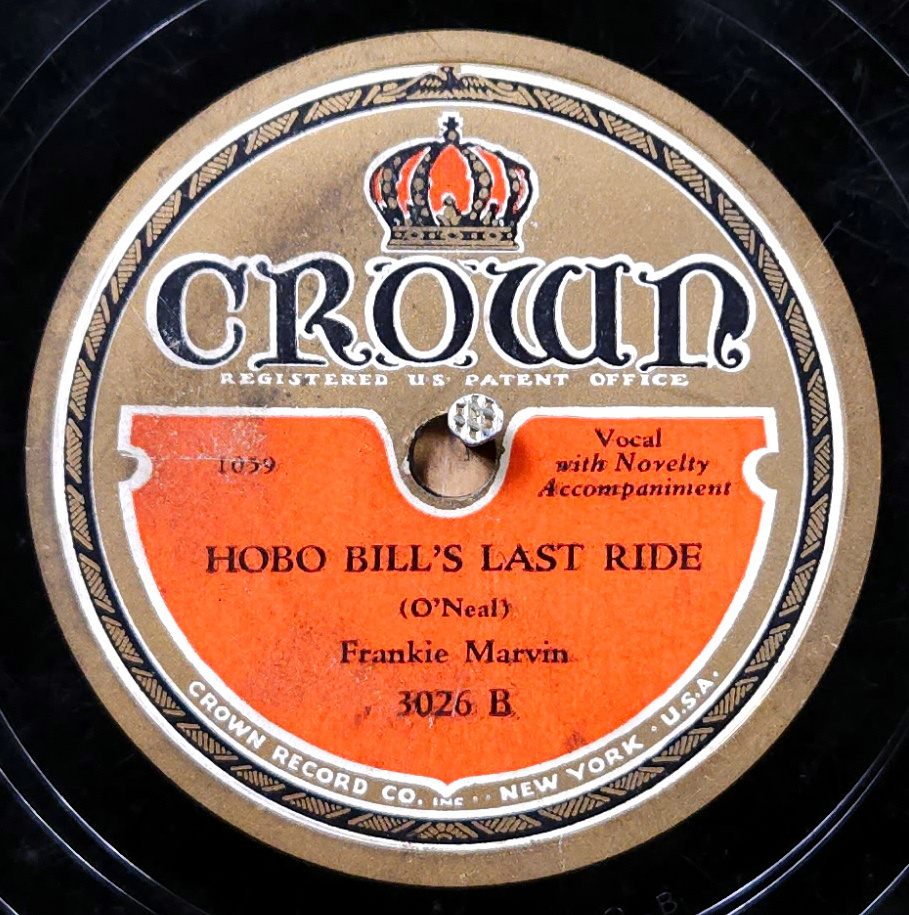 CROWN
REGISTERED U S PATENT OFFICE
1059
Vocal
with Novelty
Accompaniment
HOBO BILL'S LAST RIDE
(O'Neal)
Frankie Marvin
3026 B
CROWN RECORD CO. INC · · NEW YORK · U.S.A.